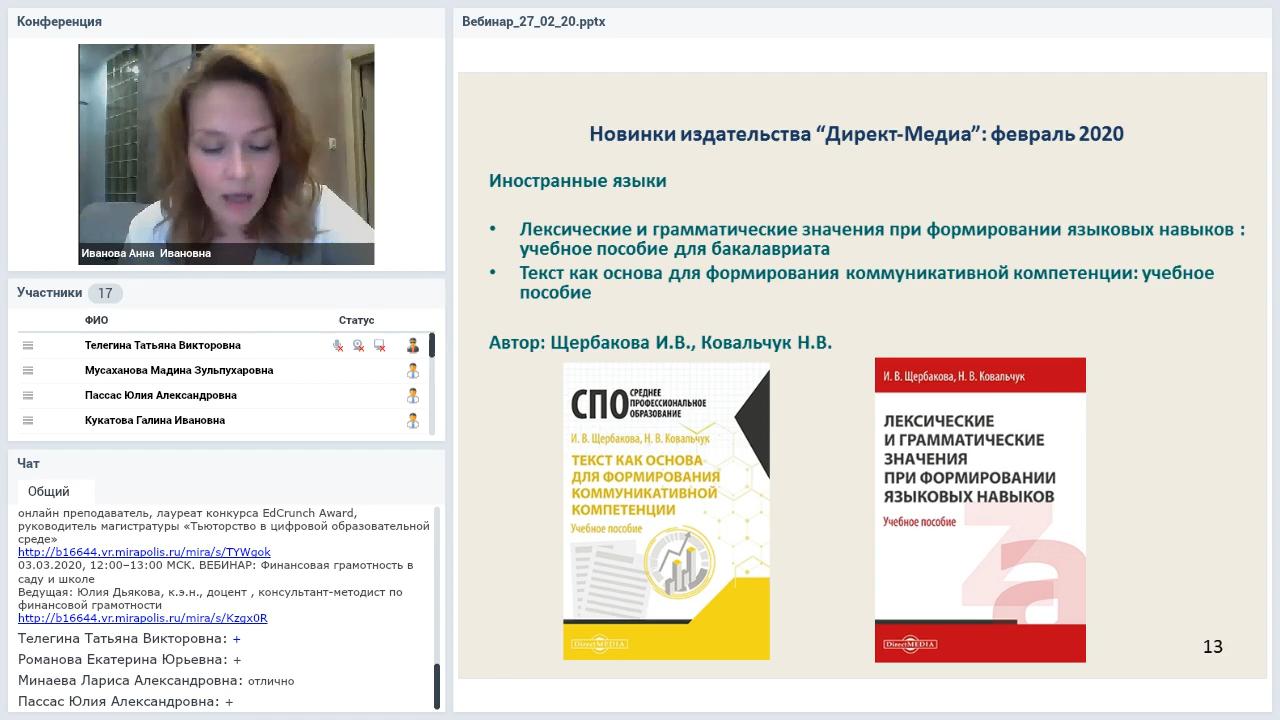 Конференция
Иванова Анна Ивановна
Участники 17
ФИО Статус
Телегина Татьяна Викторовна
Мусаханова Мадина Зульпухаровна
Пассас Юлия Александровна
Кукатова Галина Ивановна
Чат
Общий
онлайн преподаватель, лауреат конкурса EdCrunch Award,
руководитель магистратуры «Тьюторство в цифровой образовательной
среде»
http://b16644.vr.mirapolis.ru/mira/s/TYWgok
03.03.2020, 12:00–13:00 МСК. ВЕБИНАР: Финансовая грамотность в
саду и школе
Ведущая: Юлия Дьякова, к.э.н., доцент , консультант-методист по
финансовой грамотности
http://b16644.vr.mirapolis.ru/mira/s/Kzgx0R
Телегина Татьяна Викторовна: +
Романова Екатерина Юрьевна: +
Минаева Лариса Александровна: отлично
Пассас Юлия Александровна: +
Вебинар_27_02_20.pptx
Новинки издательства “Директ-Медиа”: февраль 2020
Иностранные языки
• Лексические и грамматические значения при формировании языковых навыков :
учебное пособие для бакалавриата
• Текст как основа для формирования коммуникативной компетенции: учебное
пособие
Автор: Щербакова И.В., Ковальчук Н.В.
СПО СРЕДНЕЕ
ПРОФЕССИОНАЛЬНОЕ
ОБРАЗОВАНИЕ
И. В. Щербакова, Н. В. Ковальчук
ТЕКСТ КАК ОСНОВА
ДЛЯ ФОРМИРОВАНИЯ
КОММУНИКАТИВНОЙ
КОМПЕТЕНЦИИ
Учебное пособие
DirectMEDIA
И. В. Щербакова, Н. В. Ковальчук
ЛЕКСИЧЕСКИЕ
И ГРАММАТИЧЕСКИЕ
ЗНАЧЕНИЯ
ПРИ ФОРМИРОВАНИИ
ЯЗЫКОВЫХ НАВЫКОВ
Учебное пособие
Za
DirectMEDIA
13